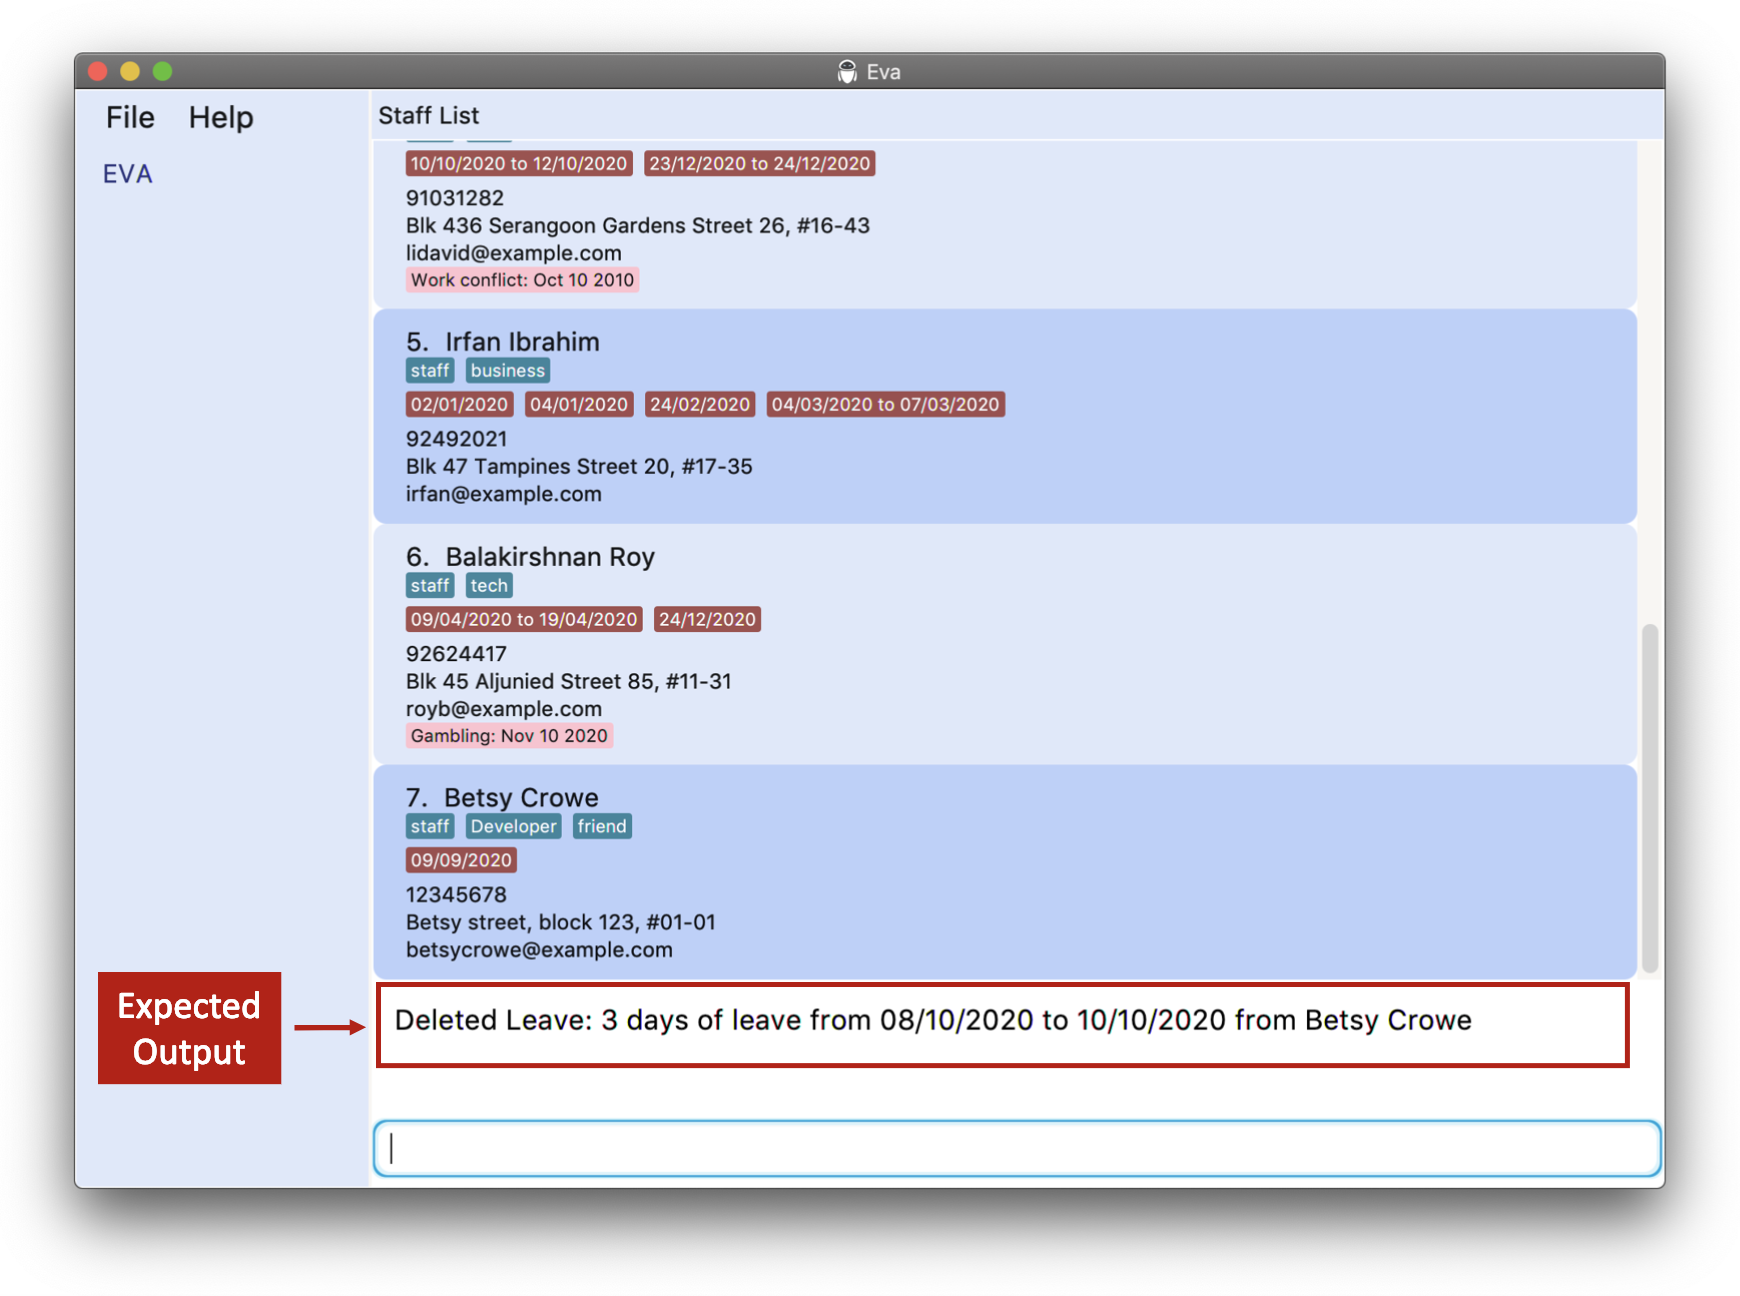 Eva
File Help
EVA
Staff List
10/10/2020 to 12/10/2020 23/12/2020 to 24/12/2020
91031282
Blk 436 Serangoon Gardens Street 26, #16-43
lidavid@example.com
Work conflict: Oct 10 2010
5. Irfan Ibrahim
staff business
02/01/2020 04/01/2020 24/02/2020 04/03/2020 to 07/03/2020
92492021
Blk 47 Tampines Street 20, #17-35
irfan@example.com
6. Balakirshnan Roy
staff tech
09/04/2020 to 19/04/2020 24/12/2020
92624417
Blk 45 Aljunied Street 85, #11-31
royb@example.com
Gambling: Nov 10 2020
7. Betsy Crowe
staff Developer friend
09/09/2020
12345678
Betsy street, block 123, #01-01
betsycrowe@example.com
Expected
Output
Deleted Leave: 3 days of leave from 08/10/2020 to 10/10/2020 from Betsy Crowe